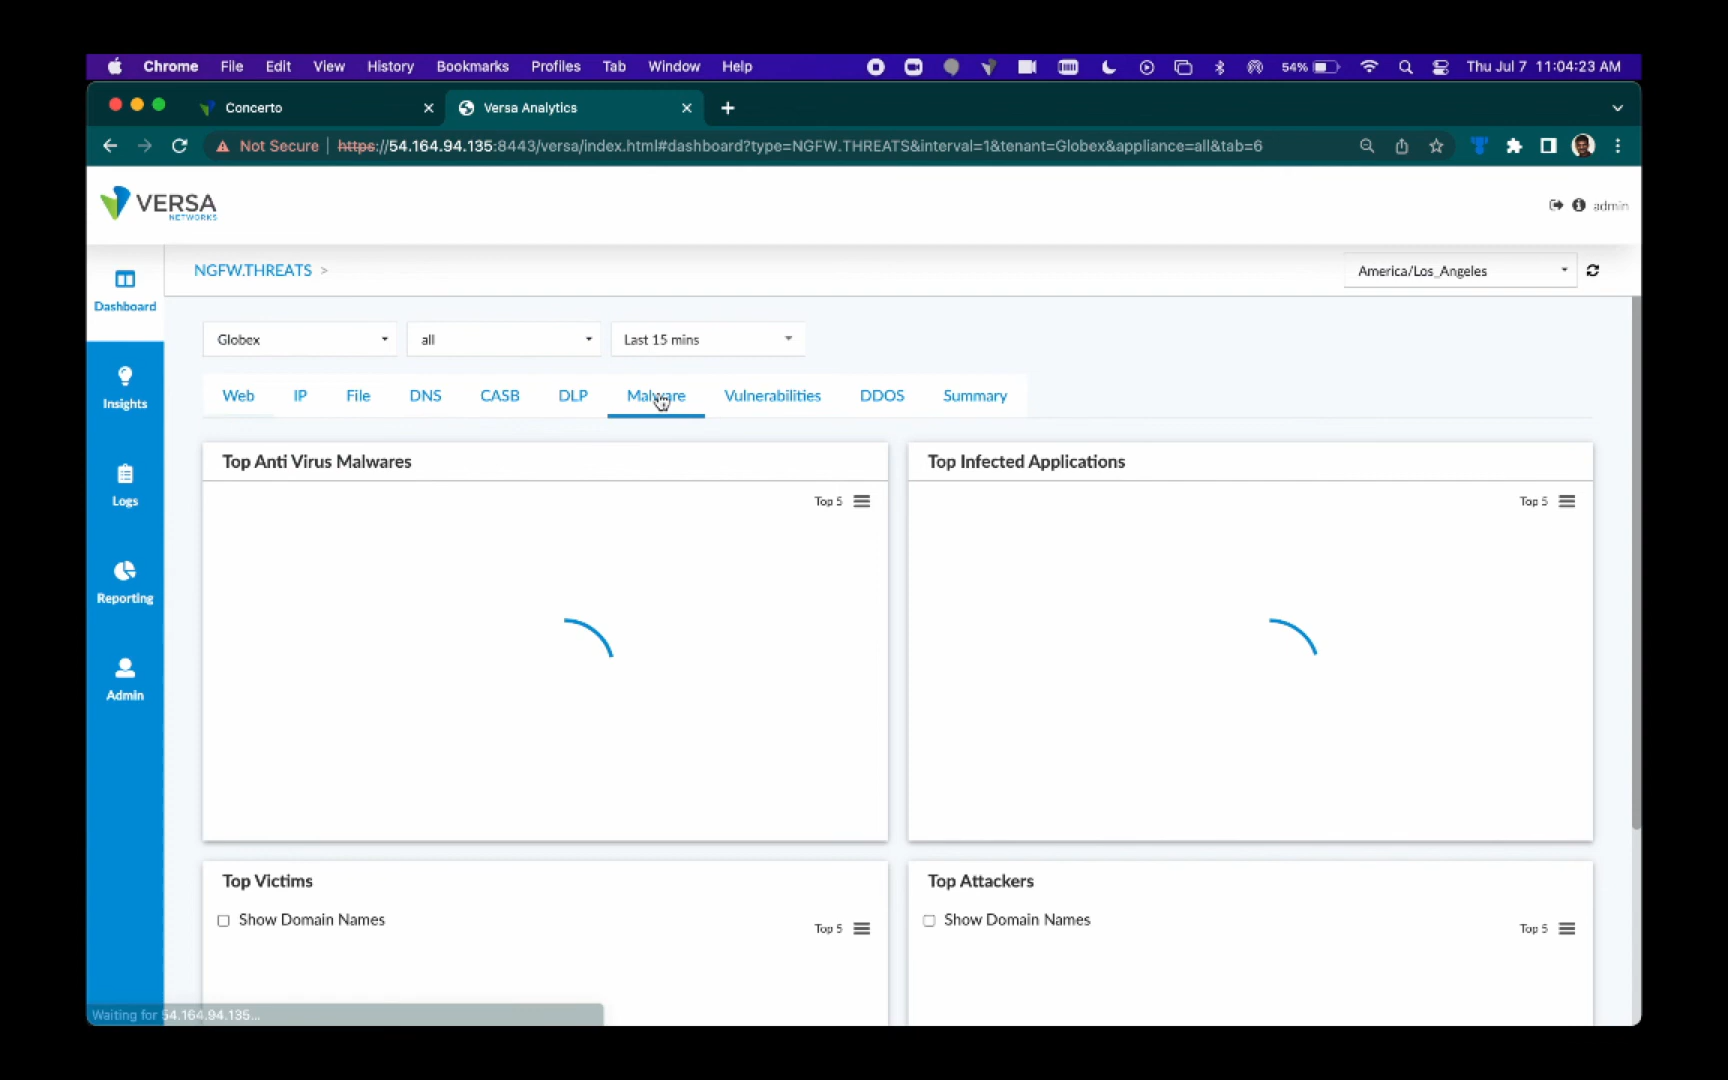 Chrome File Edit View History Bookmarks Profiles Tab Window Help 54% Thu Jul 7 11:04:23 AM
Concerto Versa Analytics
Not Secure https://54.164.94.135:8443/versa/index.html#dashboard?type=NGFW.THREATS&interval=1&tenant=Globex&appliance=all&tab=6
VERSA
NETWORKS
admin
Dashboard
NGFW.THREATS >
America/Los_Angeles
Globex all Last 15 mins
Web IP File DNS CASB DLP Malware Vulnerabilities DDOS Summary
Insights
Logs
Reporting
Admin
Top Anti Virus Malwares
Top 5
Top Infected Applications
Top 5
Top Victims
Show Domain Names
Top 5
Top Attackers
Show Domain Names
Top 5
Waiting for 54.164.94.135...